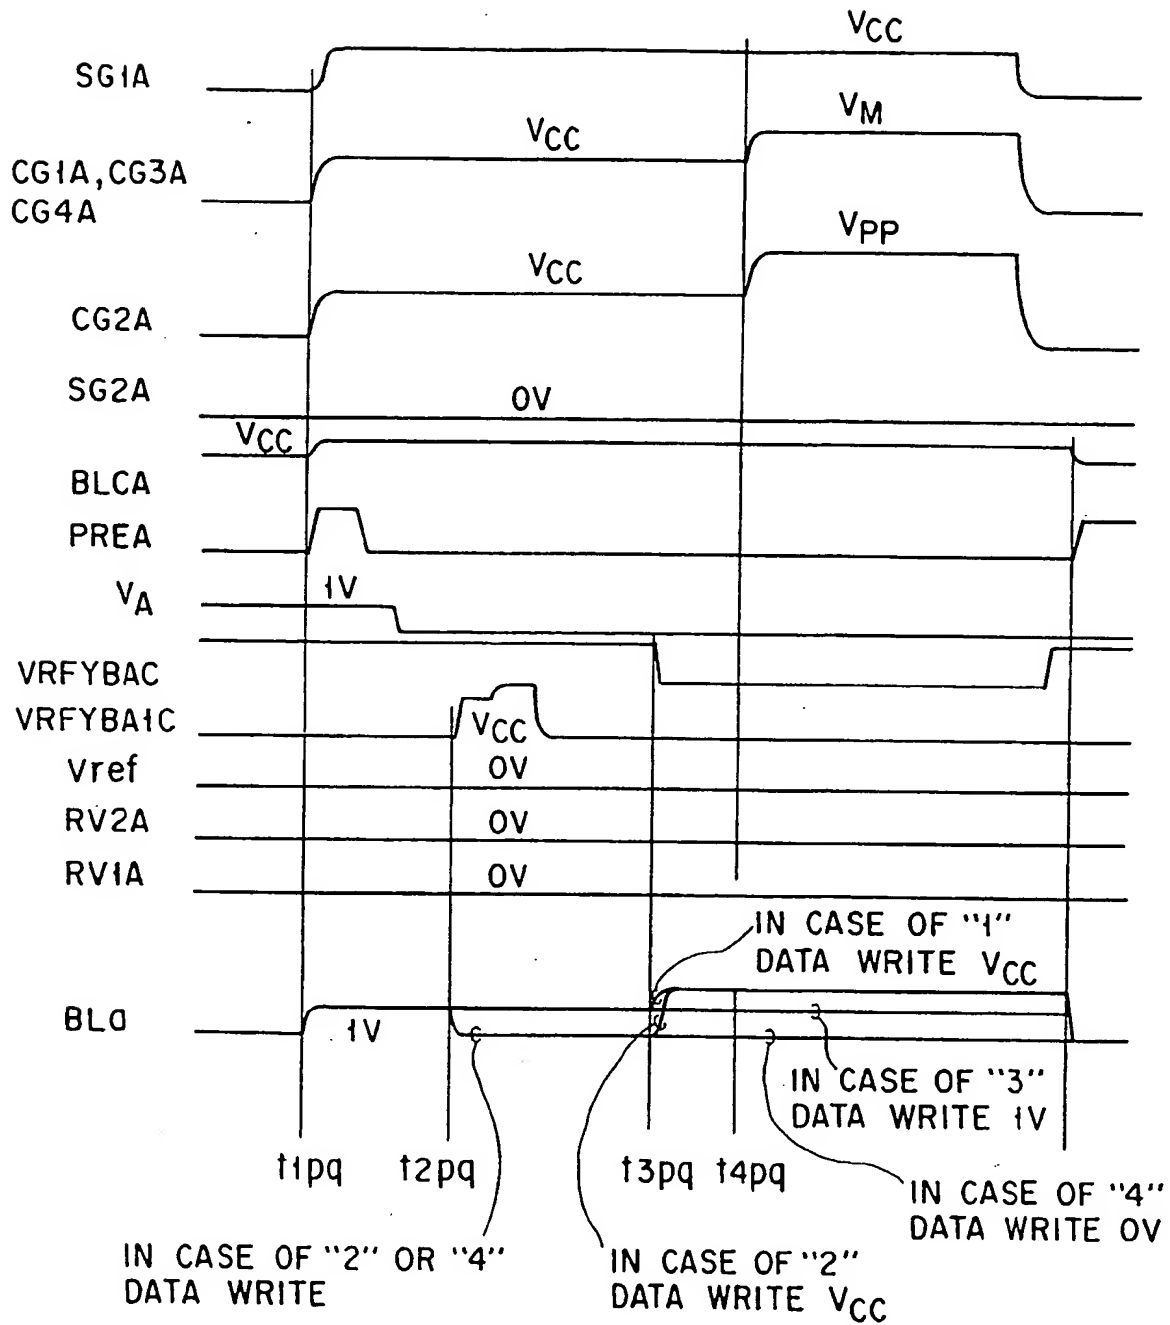 VCC
SG1A
VM
VCC
CG1A, CG3A
CG4A
VPP
VCC
CG2A
SG2A
0V
VCC
BLCA
PREA
VA
1V
VRFYBAC
VRFYBA1C
VCC
Vref
0V
RV2A
0V
RV1A
0V
IN CASE OF "1"
DATA WRITE VCC
BLa
1V
IN CASE OF "3"
DATA WRITE 1V
t1pq
t2pq
t3pq
t4pq
IN CASE OF "4"
DATA WRITE 0V
IN CASE OF "2" OR "4"
DATA WRITE
IN CASE OF "2"
DATA WRITE VCC